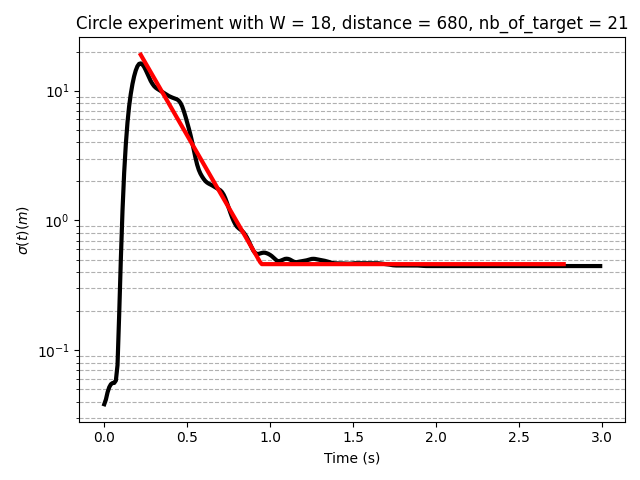 Circle experiment with W = 18, distance = 680, nb_of_target = 21
σ(t)(m)
10¹
10⁰
10⁻¹
0.0 0.5 1.0 1.5 2.0 2.5 3.0
Time (s)